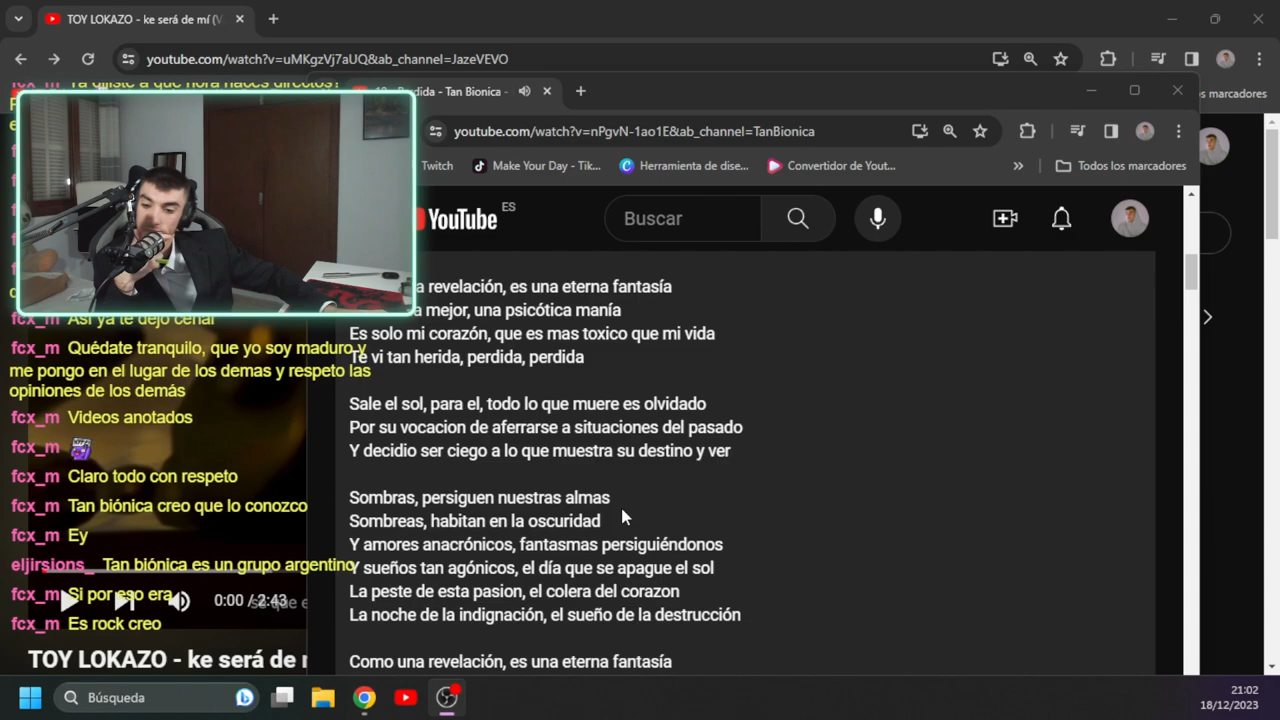 TOY LOKAZO - ke será de mí (V
youtube.com/watch?v=uMKgzVj7aUQ&ab_channel=JazeVEVO
fcx_m Ya dijiste a que hora haces directos?
rdida - Tan Bionica -
os marcadores
youtube.com/watch?v=nPgvN-1ao1E&ab_channel=TanBionica
Twitch
Make Your Day - Tik...
Herramienta de dise...
Convertidor de Yout...
»
Todos los marcadores
YouTube ES
Buscar
a revelación, es una eterna fantasía
a mejor, una psicótica manía
Es solo mi corazón, que es mas toxico que mi vida
Te vi tan herida, perdida, perdida
Sale el sol, para el, todo lo que muere es olvidado
Por su vocacion de aferrarse a situaciones del pasado
Y decidio ser ciego a lo que muestra su destino y ver
Sombras, persiguen nuestras almas
Sombreas, habitan en la oscuridad
Y amores anacrónicos, fantasmas persiguiéndonos
Y sueños tan agónicos, el día que se apague el sol
La peste de esta pasion, el colera del corazon
La noche de la indignación, el sueño de la destrucción
Como una revelación, es una eterna fantasía
fcx_m Asi ya te dejo cenar
fcx_m Quédate tranquilo, que yo soy maduro y
me pongo en el lugar de los demas y respeto las
opiniones de los demás
fcx_m Videos anotados
fcx_m
fcx_m Claro todo con respeto
fcx_m Tan biónica creo que lo conozco
fcx_m Ey
eljirsions_ Tan biónica es un grupo argentino
fcx_m Si por eso era
fcx_m Es rock creo
0:00 / 2:43
TOY LOKAZO - ke será de
Búsqueda
21:02
18/12/2023